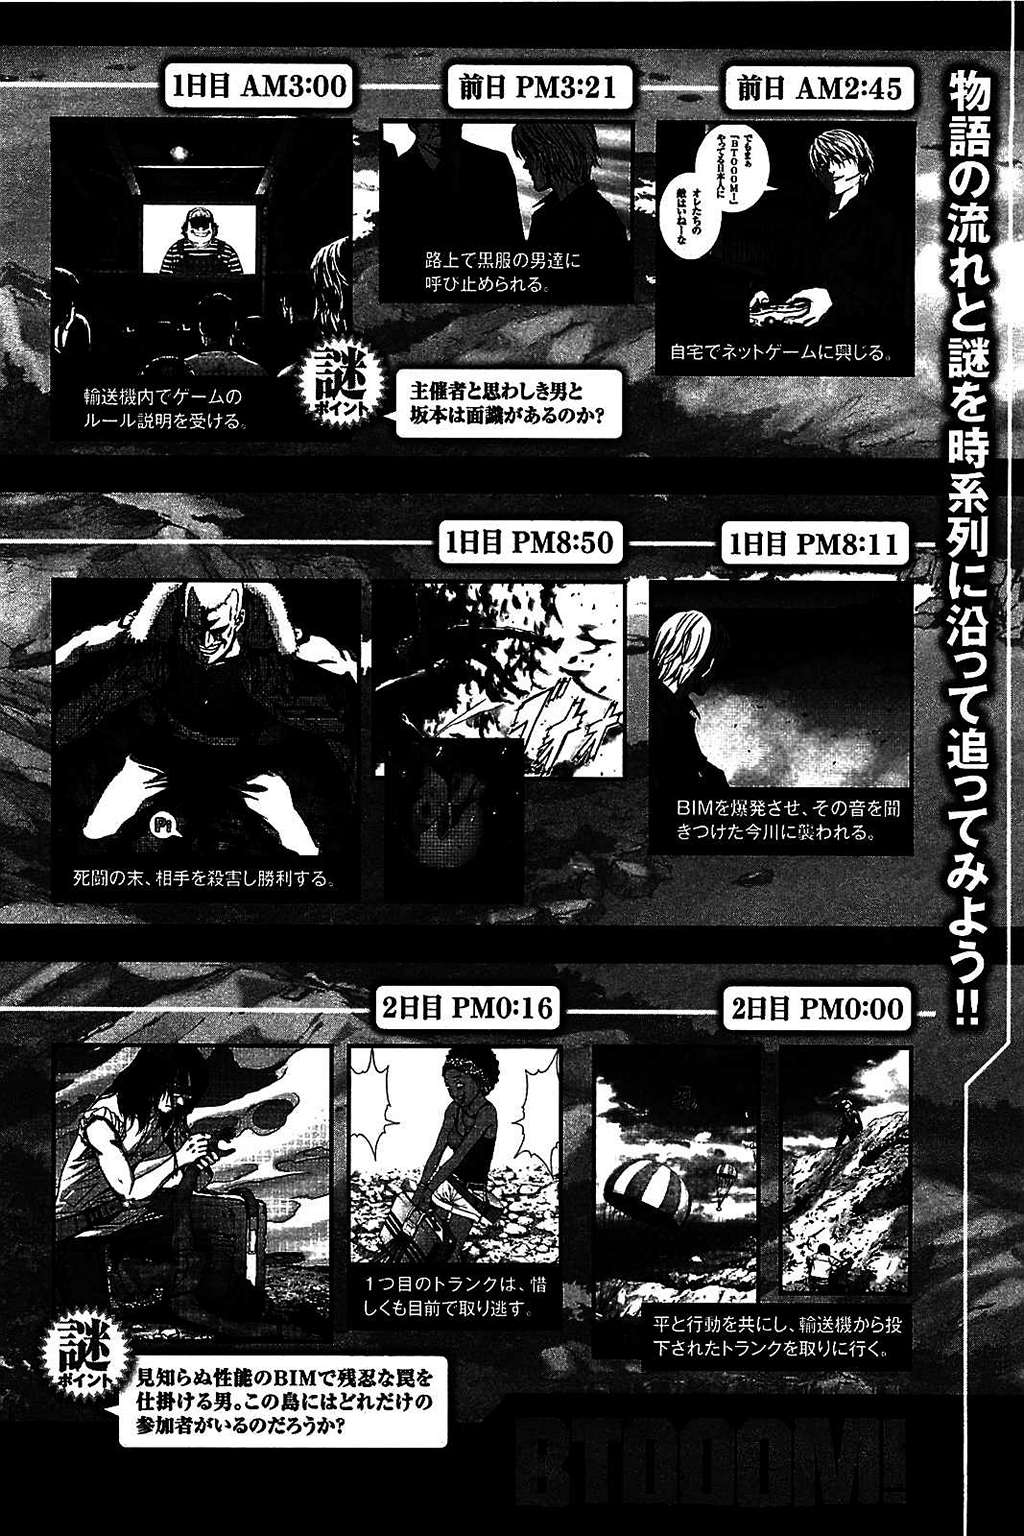 物語の流れと謎を時系列に沿って追ってみよう!!
前日 AM2:45
でもまぁ
「BTOOOM!」
やってる日本人に
オレたちの
敵はいねーな
自宅でネットゲームに興じる。
前日 PM3:21
路上で黒服の男達に
呼び止められる。
1日目 AM3:00
輸送機内でゲームの
ルール説明を受ける。
謎
ポイント
主催者と思わしき男と
坂本は面識があるのか?
1日目 PM8:11
BIMを爆発させ、その音を聞
きつけた今川に襲われる。
1日目 PM8:50
Pi
死闘の末、相手を殺害し勝利する。
2日目 PM0:00
平と行動を共にし、輸送機から投
下されたトランクを取りに行く。
2日目 PM0:16
1つ目のトランクは、惜
しくも目前で取り逃す。
謎
ポイント
見知らぬ性能のBIMで残忍な罠を
仕掛ける男。この島にはどれだけの
参加者がいるのだろうか?
BTOOOM!